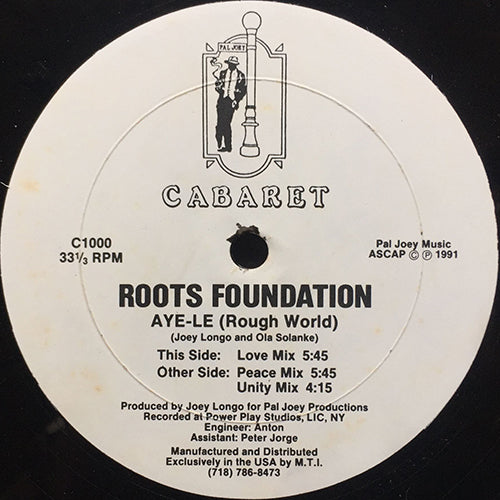 PAL JOEY
CABARET
C1000
33⅓ RPM
Pal Joey Music
ASCAP © ℗ 1991
ROOTS FOUNDATION
AYE-LE (Rough World)
(Joey Longo and Ola Solanke)
This Side: Love Mix 5:45
Other Side: Peace Mix 5:45
Unity Mix 4:15
Produced by Joey Longo for Pal Joey Productions
Recorded at Power Play Studios, LIC, NY
Engineer: Anton
Assistant: Peter Jorge
Manufactured and Distributed
Exclusively in the USA by M.T.I.
(718) 786-8473